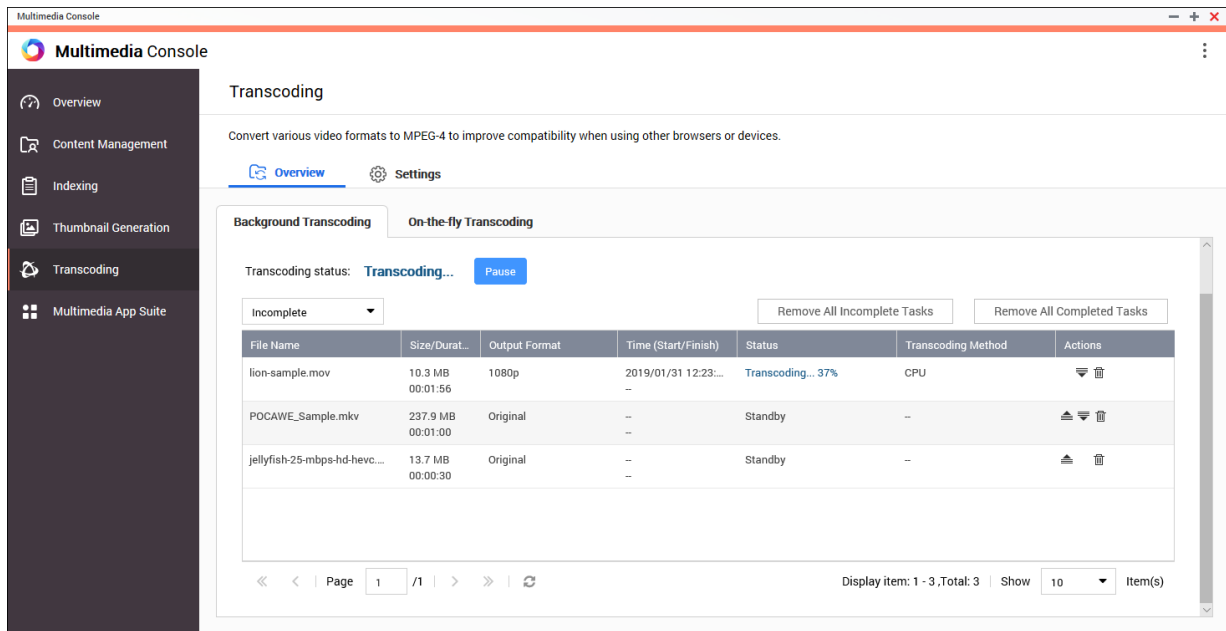 Multimedia Console
Multimedia Console
Overview
Content Management
Indexing
Thumbnail Generation
Transcoding
Multimedia App Suite
Transcoding
Convert various video formats to MPEG-4 to improve compatibility when using other browsers or devices.
Overview Settings
Background Transcoding On-the-fly Transcoding
Transcoding status: Transcoding... Pause
Incomplete Remove All Incomplete Tasks Remove All Completed Tasks
File Name Size/Durat... Output Format Time (Start/Finish) Status Transcoding Method Actions
lion-sample.mov 10.3 MB 1080p 2019/01/31 12:23:... Transcoding... 37% CPU
00:01:56 --
POCAWE_Sample.mkv 237.9 MB Original -- Standby --
00:01:00 --
jellyfish-25-mbps-hd-hevc.... 13.7 MB Original -- Standby --
00:00:30 --
Page 1 /1 Display item: 1 - 3 ,Total: 3 Show 10 Item(s)